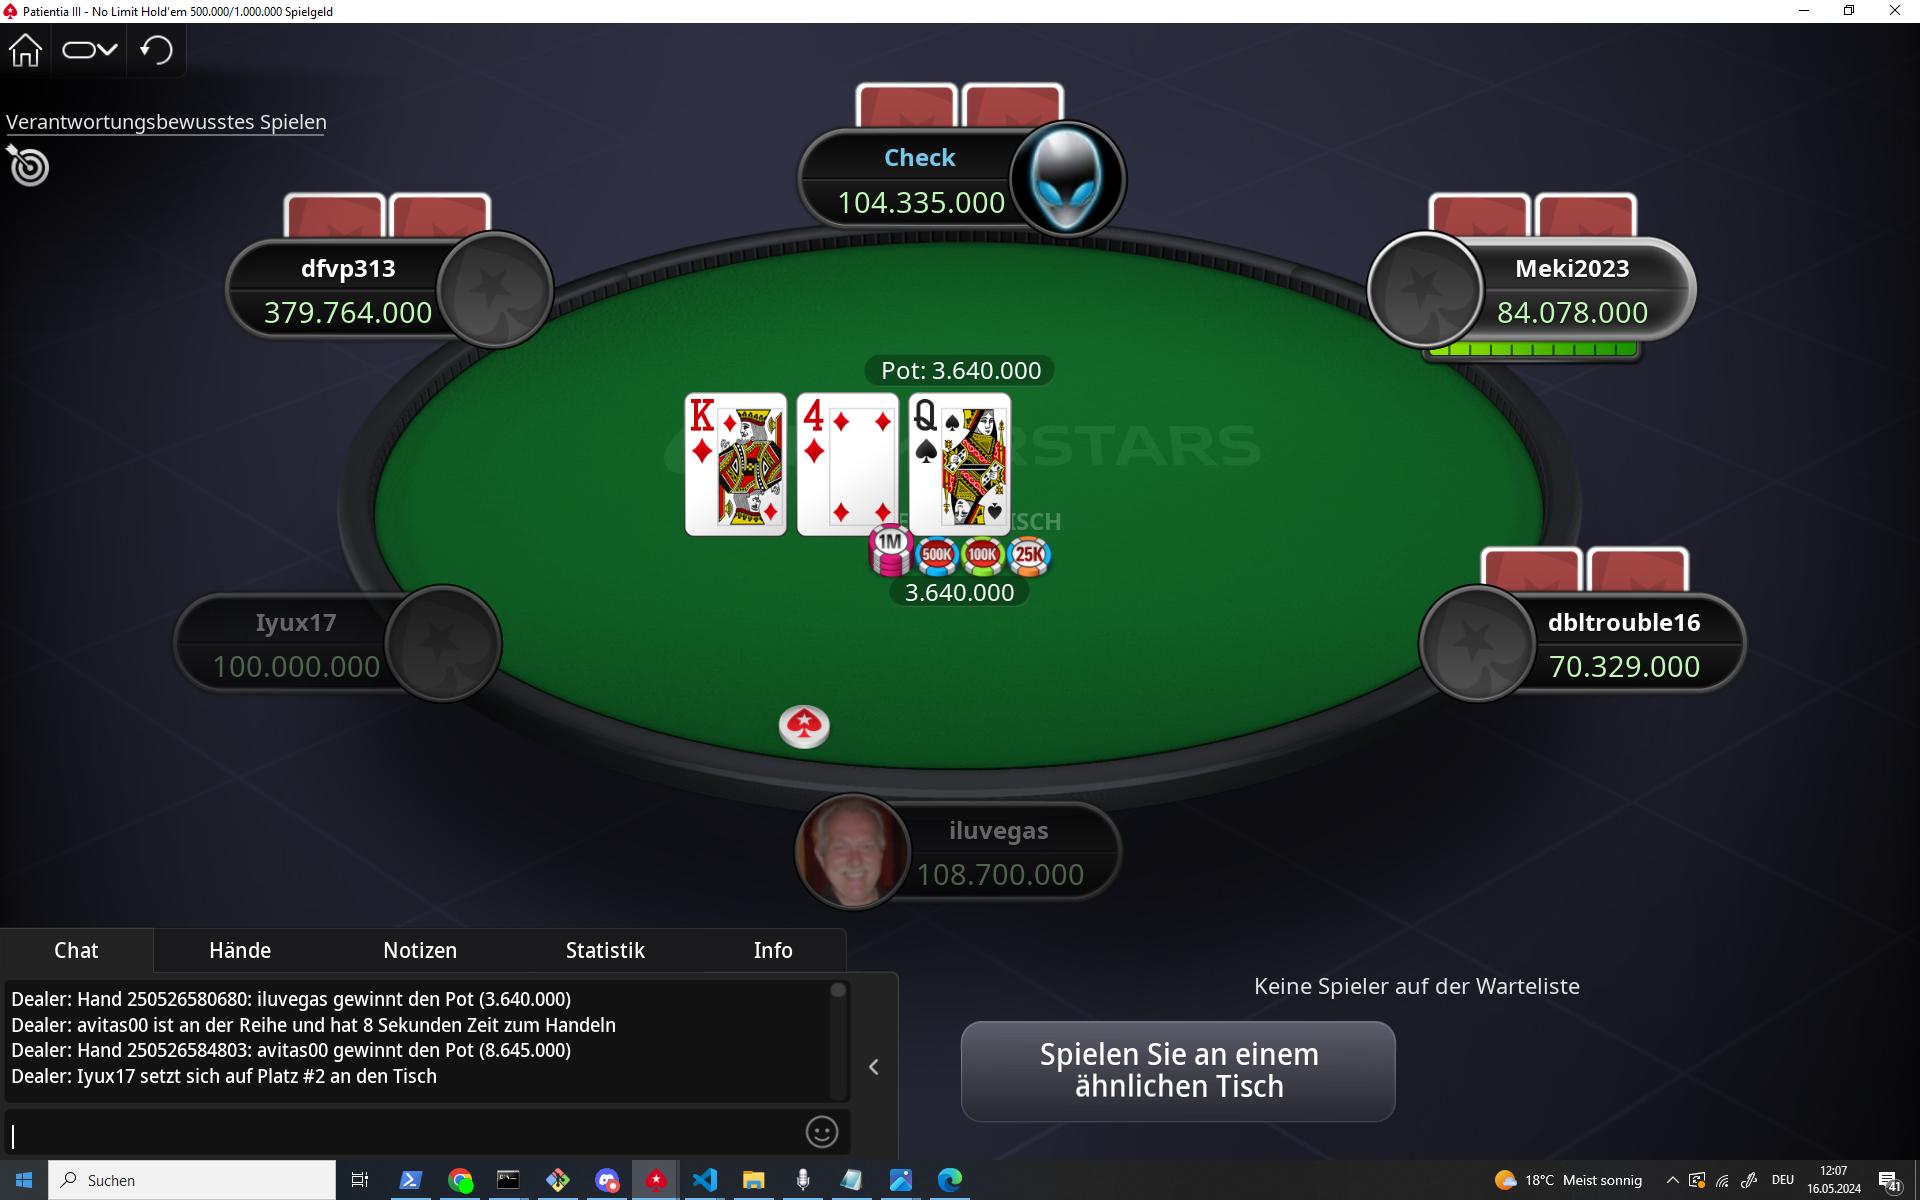 Patientia III - No Limit Hold'em 500.000/1.000.000 Spielgeld
Verantwortungsbewusstes Spielen
Check
104.335.000
dfvp313
379.764.000
Meki2023
84.078.000
Pot: 3.640.000
K
4
Q
RSTARS
ISCH
1M
500K
100K
25K
3.640.000
Iyux17
100.000.000
dbltrouble16
70.329.000
iluvegas
108.700.000
Chat
Hände
Notizen
Statistik
Info
Dealer: Hand 250526580680: iluvegas gewinnt den Pot (3.640.000)
Dealer: avitas00 ist an der Reihe und hat 8 Sekunden Zeit zum Handeln
Dealer: Hand 250526584803: avitas00 gewinnt den Pot (8.645.000)
Dealer: Iyux17 setzt sich auf Platz #2 an den Tisch
Keine Spieler auf der Warteliste
Spielen Sie an einem
ähnlichen Tisch
Suchen
18°C Meist sonnig
DEU
12:07
16.05.2024
41